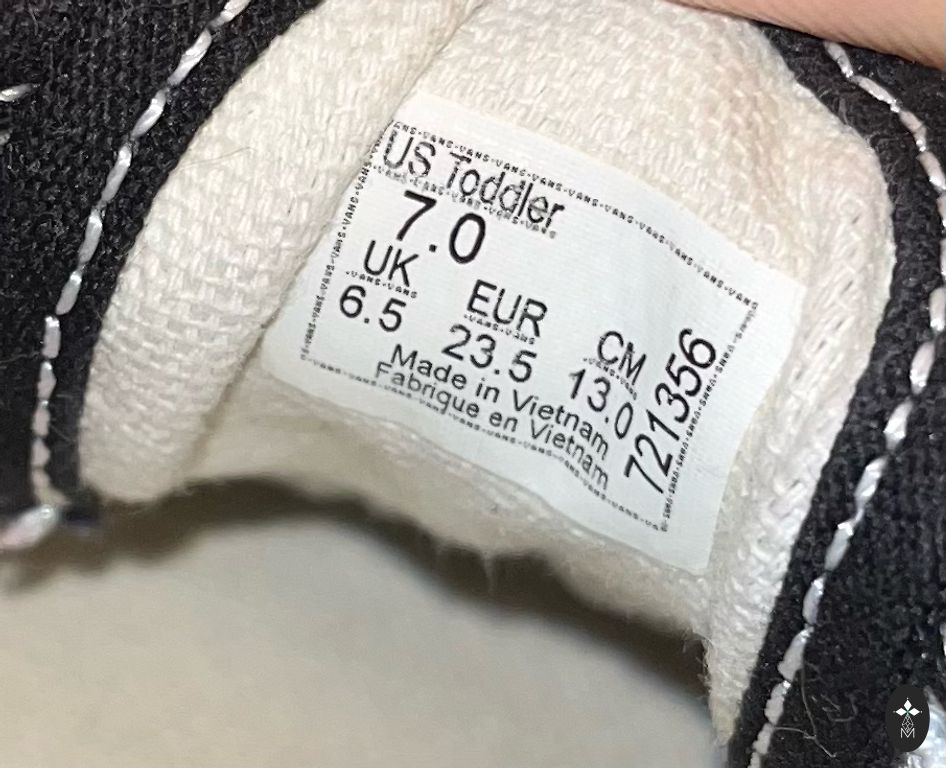 US Toddler
7.0
UK EUR CM
6.5 23.5 13.0
Made in Vietnam
Fabrique en Vietnam
721356